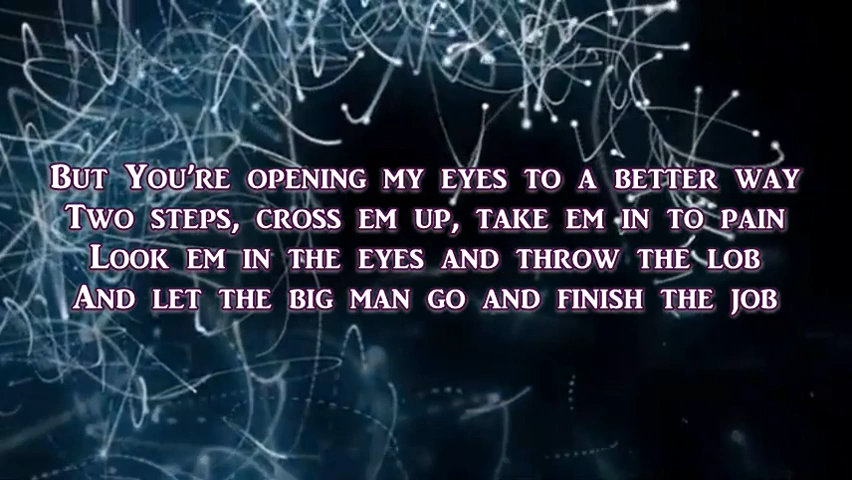 But You're opening my eyes to a better way
Two steps, cross em up, take em in to pain
Look em in the eyes and throw the lob
And let the big man go and finish the job